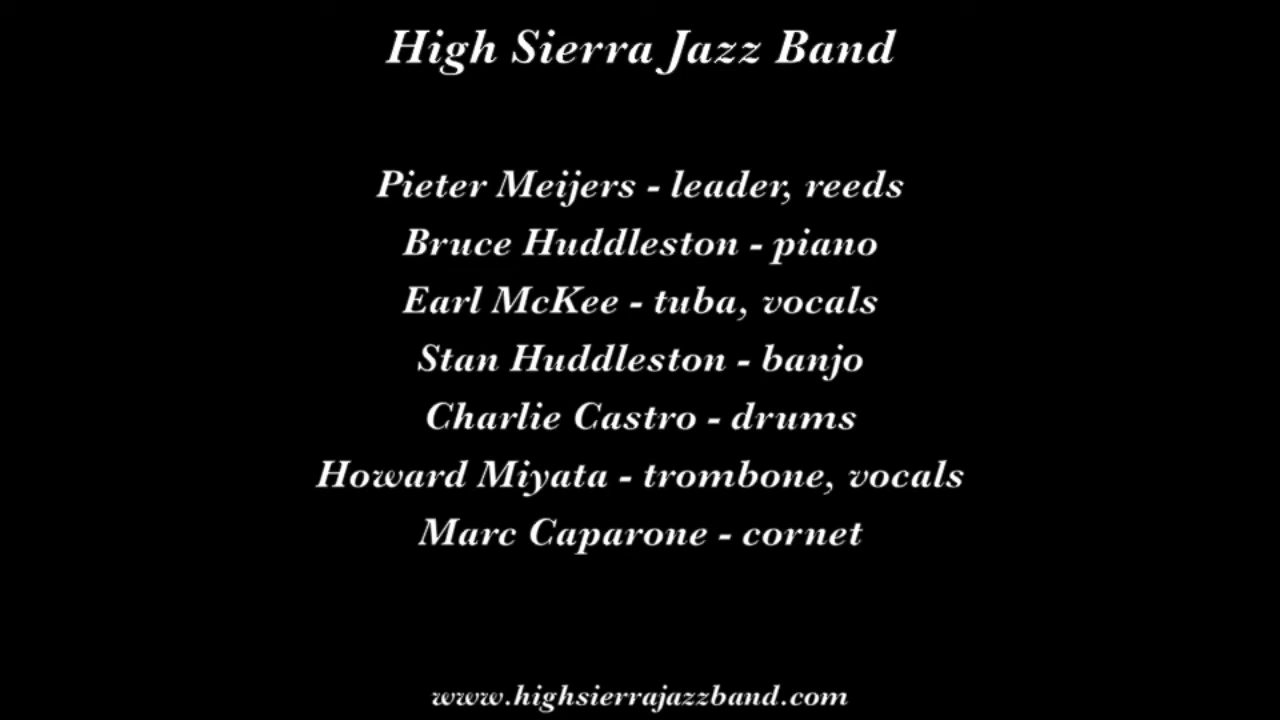 High Sierra Jazz Band
Pieter Meijers - leader, reeds
Bruce Huddleston - piano
Earl McKee - tuba, vocals
Stan Huddleston - banjo
Charlie Castro - drums
Howard Miyata - trombone, vocals
Marc Caparone - cornet
www.highsierrajazzband.com